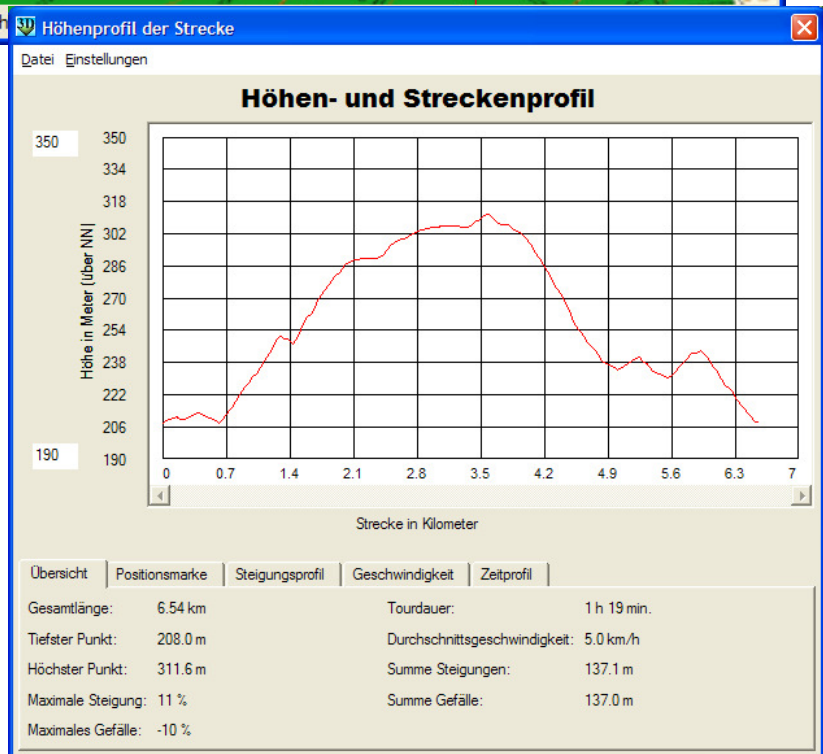 h
3D Höhenprofil der Strecke
Datei Einstellungen
Höhen- und Streckenprofil
350
350
334
318
302
286
270
254
238
222
206
190
190
Höhe in Meter (über NN)
0 0.7 1.4 2.1 2.8 3.5 4.2 4.9 5.6 6.3 7
Strecke in Kilometer
Übersicht Positionsmarke Steigungsprofil Geschwindigkeit Zeitprofil
Gesamtlänge: 6.54 km Tourdauer: 1 h 19 min.
Tiefster Punkt: 208.0 m Durchschnittsgeschwindigkeit: 5.0 km/h
Höchster Punkt: 311.6 m Summe Steigungen: 137.1 m
Maximale Steigung: 11 % Summe Gefälle: 137.0 m
Maximales Gefälle: -10 %